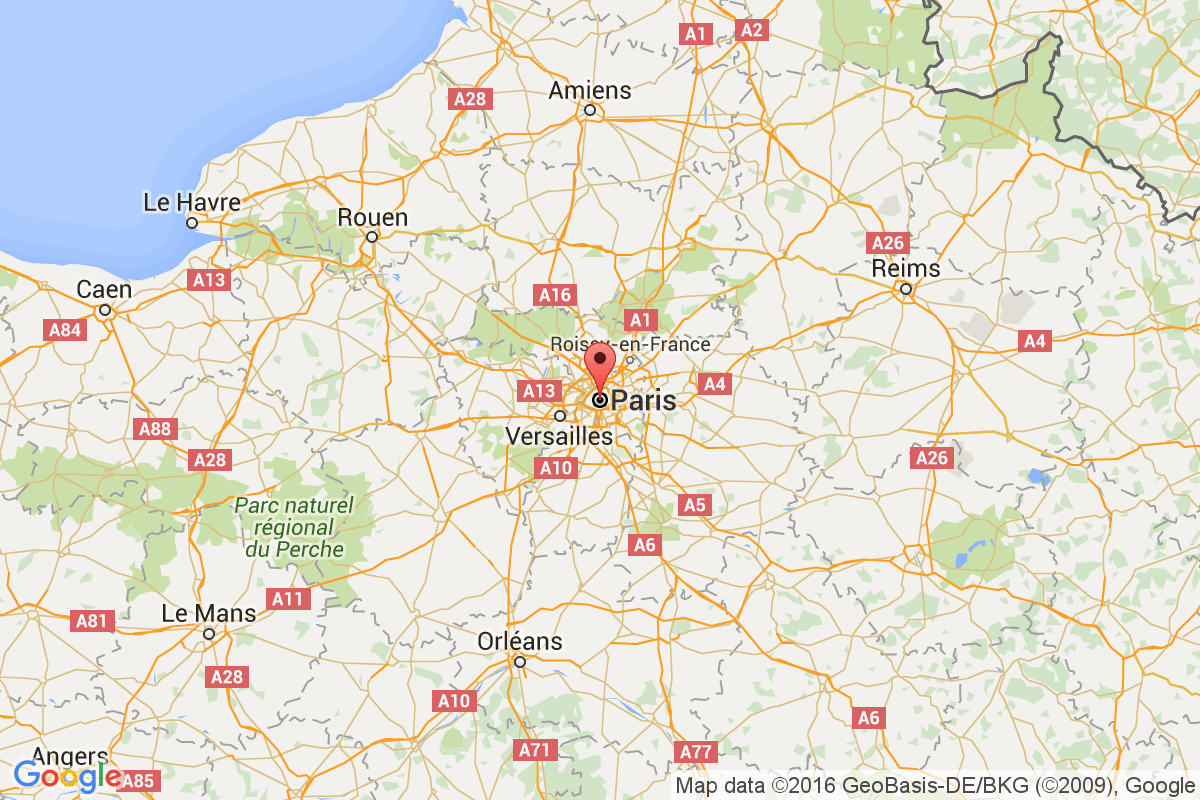 A1
A2
Amiens
A28
Le Havre
Rouen
A26
Reims
A13
Caen
A16
A84
A1
A4
Roissy-en-France
A13
A4
Paris
Versailles
A88
A28
A10
A26
Parc naturel
régional
du Perche
A5
A6
A11
A81
Le Mans
Orléans
A28
A10
A6
A71
A77
Angers
Google
A85
Map data ©2016 GeoBasis-DE/BKG (©2009), Google